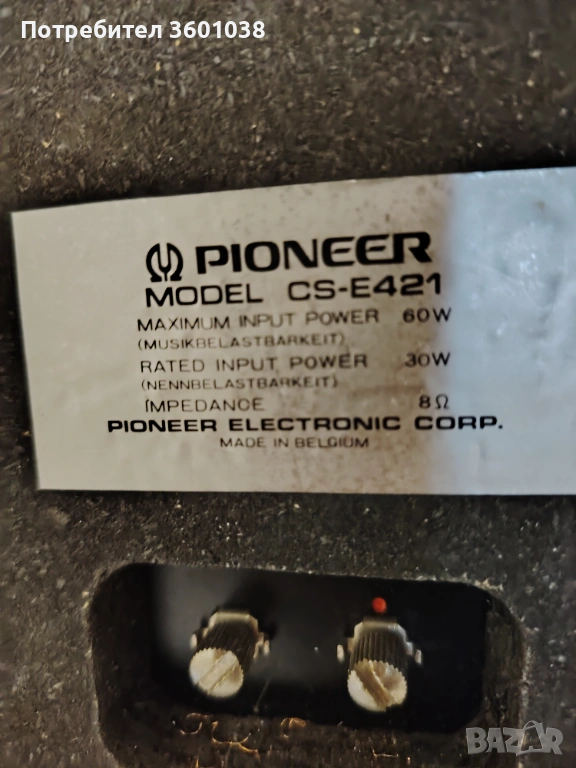 Потребител 3601038
PIONEER
MODEL CS-E421
MAXIMUM INPUT POWER 60W
(MUSIKBELASTBARKEIT)
RATED INPUT POWER 30W
(NENNBELASTBARKEIT)
IMPEDANCE 8Ω
PIONEER ELECTRONIC CORP.
MADE IN BELGIUM
BAZAR